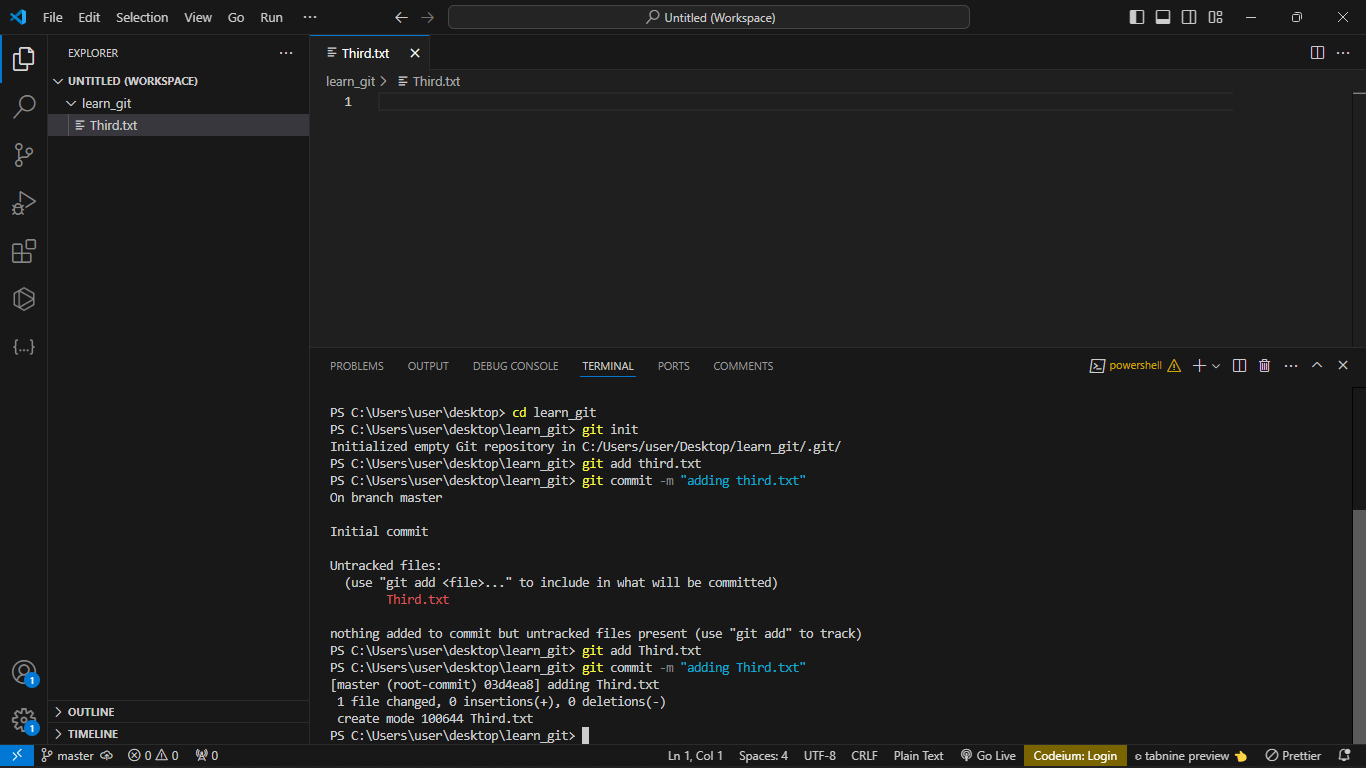 File Edit Selection View Go Run ··· Untitled (Workspace)
EXPLORER ···
UNTITLED (WORKSPACE)
learn_git
Third.txt
OUTLINE
TIMELINE
Third.txt
learn_git > Third.txt
1
PROBLEMS OUTPUT DEBUG CONSOLE TERMINAL PORTS COMMENTS powershell
PS C:\Users\user\desktop> cd learn_git
PS C:\Users\user\desktop\learn_git> git init
Initialized empty Git repository in C:/Users/user/Desktop/learn_git/.git/
PS C:\Users\user\desktop\learn_git> git add third.txt
PS C:\Users\user\desktop\learn_git> git commit -m "adding third.txt"
On branch master
Initial commit
Untracked files:
(use "git add <file>..." to include in what will be committed)
Third.txt
nothing added to commit but untracked files present (use "git add" to track)
PS C:\Users\user\desktop\learn_git> git add Third.txt
PS C:\Users\user\desktop\learn_git> git commit -m "adding Third.txt"
[master (root-commit) 03d4ea8] adding Third.txt
1 file changed, 0 insertions(+), 0 deletions(-)
create mode 100644 Third.txt
PS C:\Users\user\desktop\learn_git>
1
1
master 0 0 0 Ln 1, Col 1 Spaces: 4 UTF-8 CRLF Plain Text Go Live Codeium: Login tabnine preview Prettier